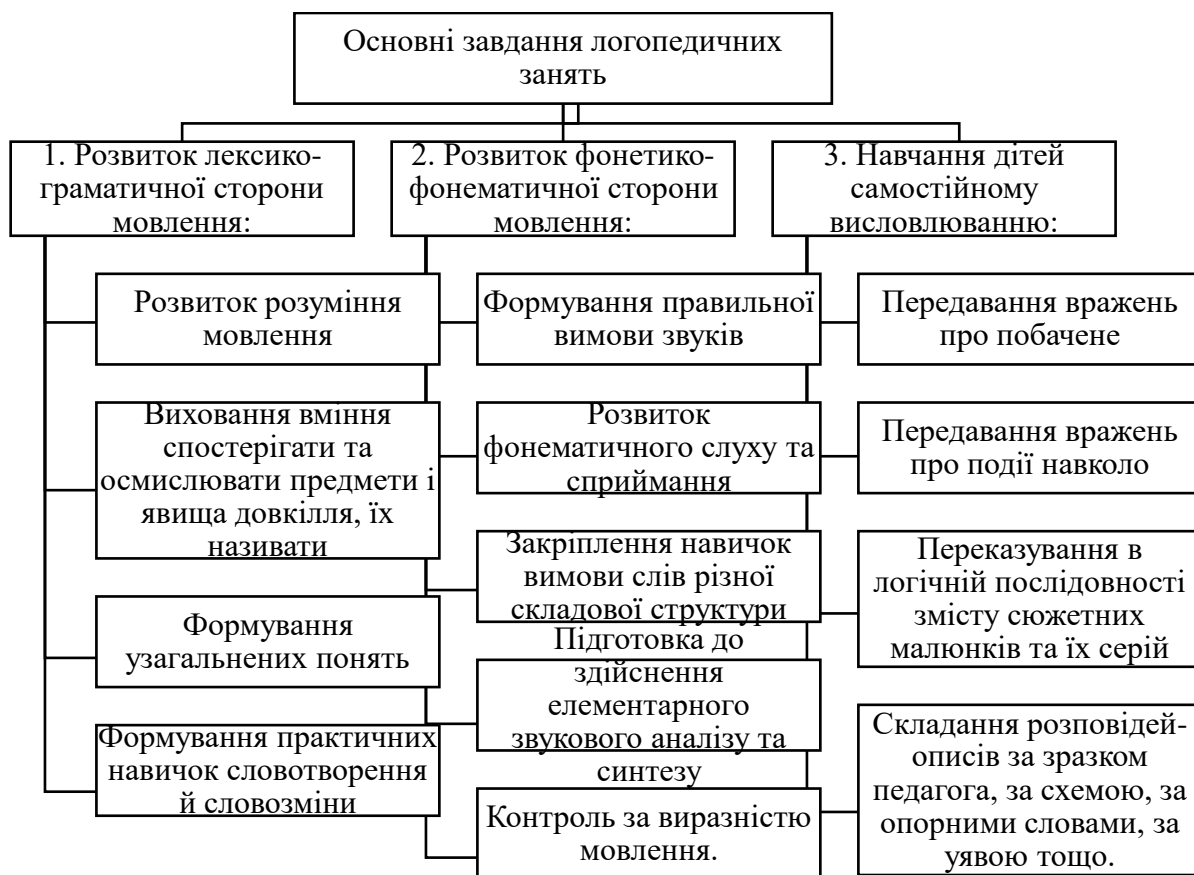 Основні завдання логопедичних
занять
1. Розвиток лексико-
граматичної сторони
мовлення:
Розвиток розуміння
мовлення
Виховання вміння
спостерігати та
осмислювати предмети і
явища довкілля, їх
називати
Формування
узагальнених понять
Формування практичних
навичок словотворення
й словозміни
2. Розвиток фонетико-
фонематичної сторони
мовлення:
Формування правильної
вимови звуків
Розвиток
фонематичного слуху та
сприймання
Закріплення навичок
вимови слів різної
складової структури
Підготовка до
здійснення
елементарного
звукового аналізу та
синтезу
Контроль за виразністю
мовлення.
3. Навчання дітей
самостійному
висловлюванню:
Передавання вражень
про побачене
Передавання вражень
про події навколо
Переказування в
логічній послідовності
змісту сюжетних
малюнків та їх серій
Складання розповідей-
описів за зразком
педагога, за схемою, за
опорними словами, за
уявою тощо.